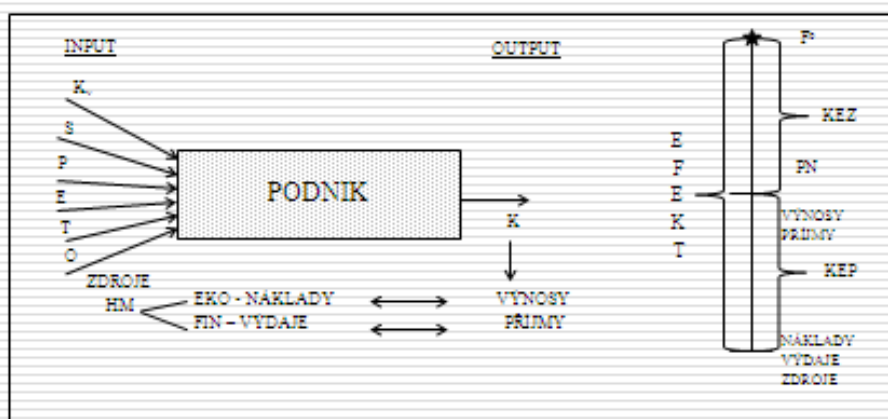 INPUT
OUTPUT
K
S
P
E
T
O
ZDROJE
HM
PODNIK
K
EKO - NÁKLADY
FIN – VÝDAJE
VÝNOSY
PŘÍJMY
E
F
E
K
T
KEZ
PN
VÝNOSY
PŘÍJMY
KEP
NÁKLADY
VÝDAJE
ZDROJE